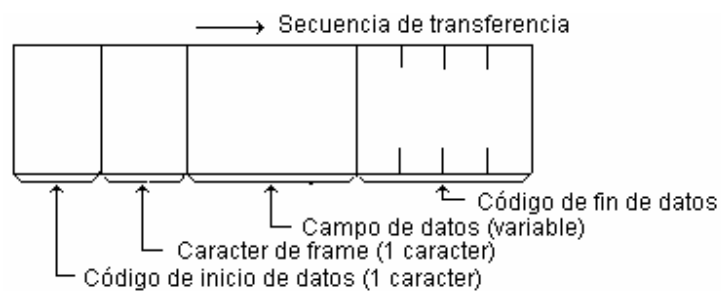 Secuencia de transferencia
Código de fin de datos
Campo de datos (variable)
Caracter de frame (1 caracter)
Código de inicio de datos (1 caracter)